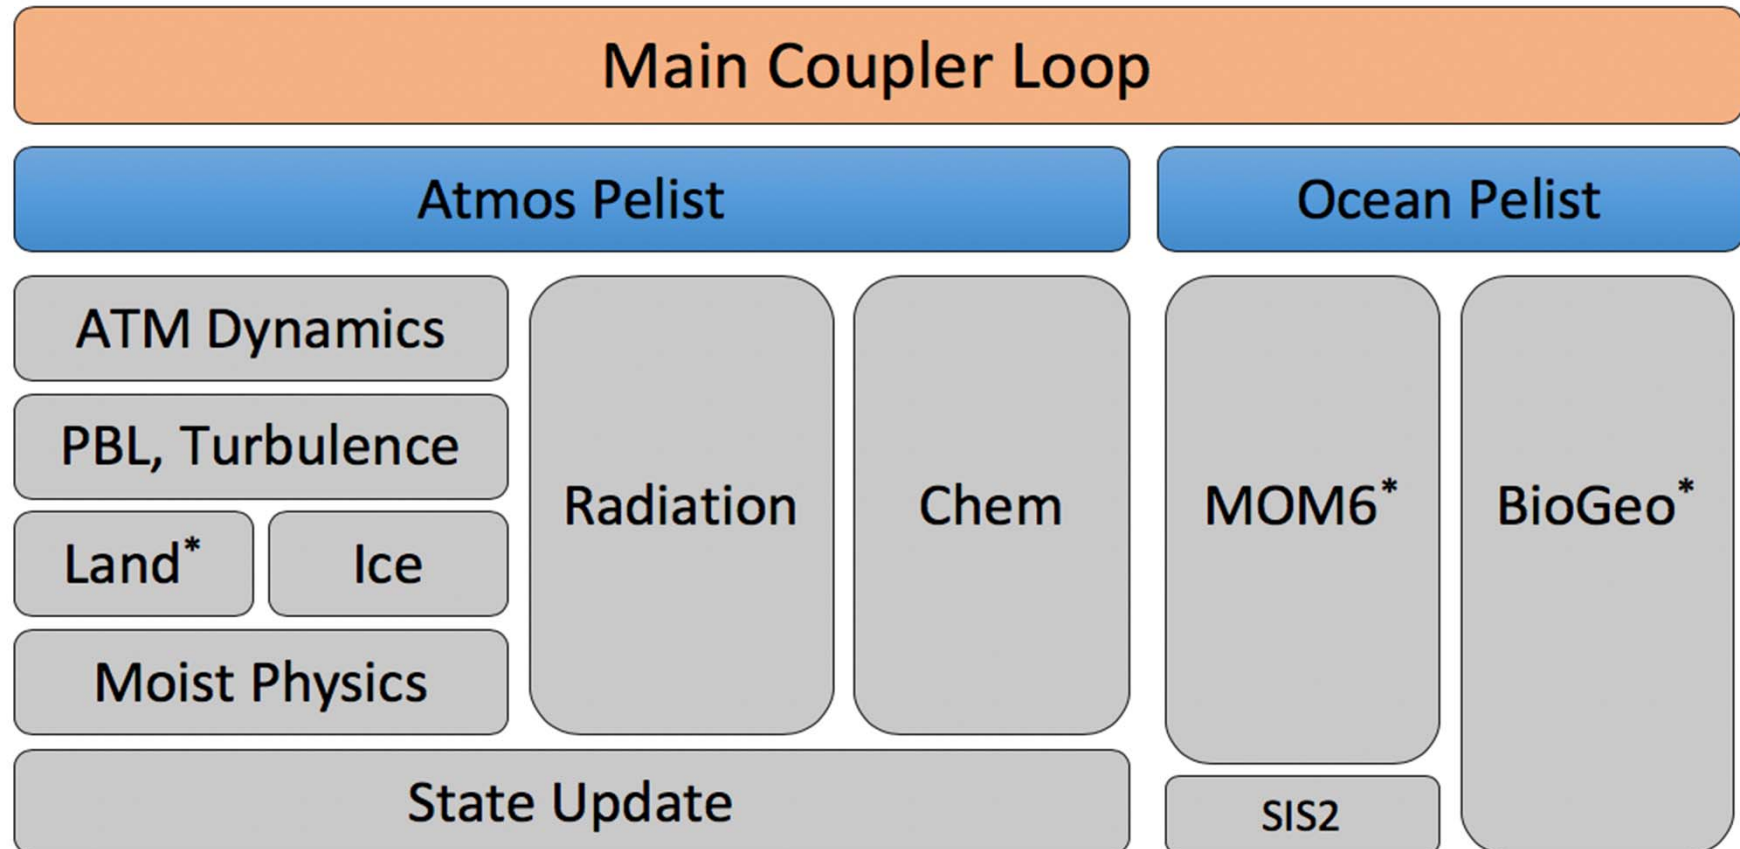 Main Coupler Loop
Atmos Pelist
Ocean Pelist
ATM Dynamics
PBL, Turbulence
Land*
Ice
Moist Physics
Radiation
Chem
State Update
MOM6*
SIS2
BioGeo*